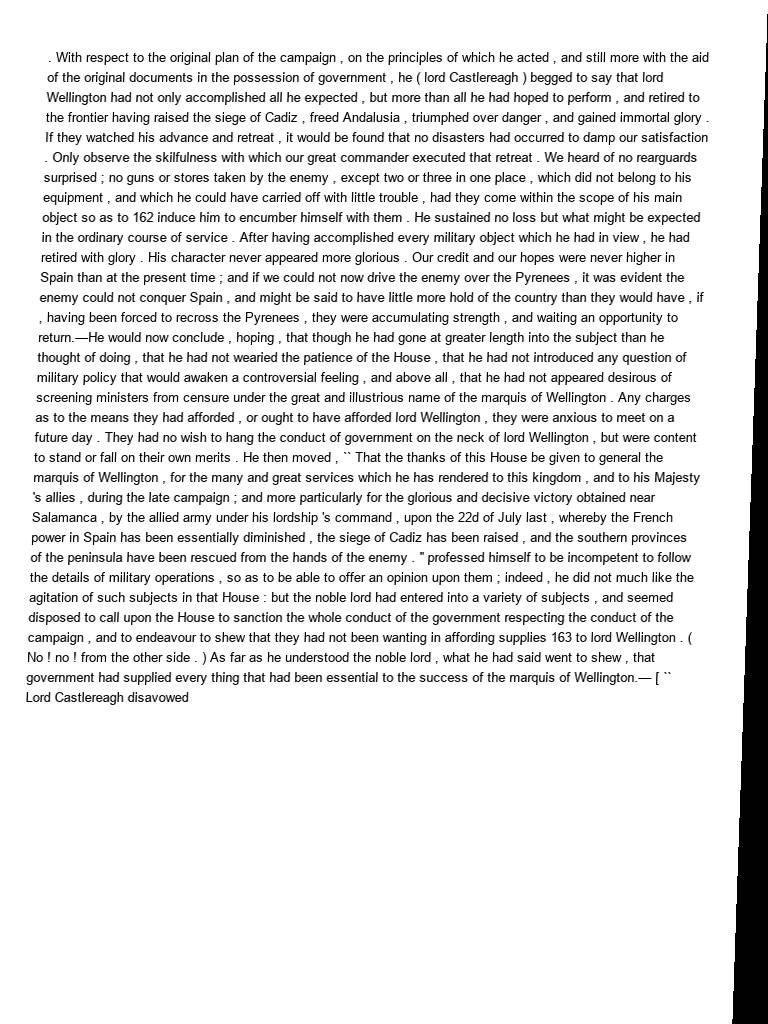 . With respect to the original plan of the campaign , on the principles of which he acted , and still more with the aid
of the original documents in the possession of government , he ( lord Castlereagh ) begged to say that lord
Wellington had not only accomplished all he expected , but more than all he had hoped to perform , and retired to
the frontier having raised the siege of Cadiz , freed Andalusia , triumphed over danger , and gained immortal glory .
If they watched his advance and retreat , it would be found that no disasters had occurred to damp our satisfaction
. Only observe the skilfulness with which our great commander executed that retreat . We heard of no rearguards
surprised ; no guns or stores taken by the enemy , except two or three in one place , which did not belong to his
equipment , and which he could have carried off with little trouble , had they come within the scope of his main
object so as to 162 induce him to encumber himself with them . He sustained no loss but what might be expected
in the ordinary course of service . After having accomplished every military object which he had in view , he had
retired with glory . His character never appeared more glorious . Our credit and our hopes were never higher in
Spain than at the present time ; and if we could not now drive the enemy over the Pyrenees , it was evident the
enemy could not conquer Spain , and might be said to have little more hold of the country than they would have , if
, having been forced to recross the Pyrenees , they were accumulating strength , and waiting an opportunity to
return.—He would now conclude , hoping , that though he had gone at greater length into the subject than he
thought of doing , that he had not wearied the patience of the House , that he had not introduced any question of
military policy that would awaken a controversial feeling , and above all , that he had not appeared desirous of
screening ministers from censure under the great and illustrious name of the marquis of Wellington . Any charges
as to the means they had afforded , or ought to have afforded lord Wellington , they were anxious to meet on a
future day . They had no wish to hang the conduct of government on the neck of lord Wellington , but were content
to stand or fall on their own merits . He then moved , `` That the thanks of this House be given to general the
marquis of Wellington , for the many and great services which he has rendered to this kingdom , and to his Majesty
's allies , during the late campaign ; and more particularly for the glorious and decisive victory obtained near
Salamanca , by the allied army under his lordship 's command , upon the 22d of July last , whereby the French
power in Spain has been essentially diminished , the siege of Cadiz has been raised , and the southern provinces
of the peninsula have been rescued from the hands of the enemy . " professed himself to be incompetent to follow
the details of military operations , so as to be able to offer an opinion upon them ; indeed , he did not much like the
agitation of such subjects in that House : but the noble lord had entered into a variety of subjects , and seemed
disposed to call upon the House to sanction the whole conduct of the government respecting the conduct of the
campaign , and to endeavour to shew that they had not been wanting in affording supplies 163 to lord Wellington . (
No ! no ! from the other side . ) As far as he understood the noble lord , what he had said went to shew , that
government had supplied every thing that had been essential to the success of the marquis of Wellington.— [ ``
Lord Castlereagh disavowed